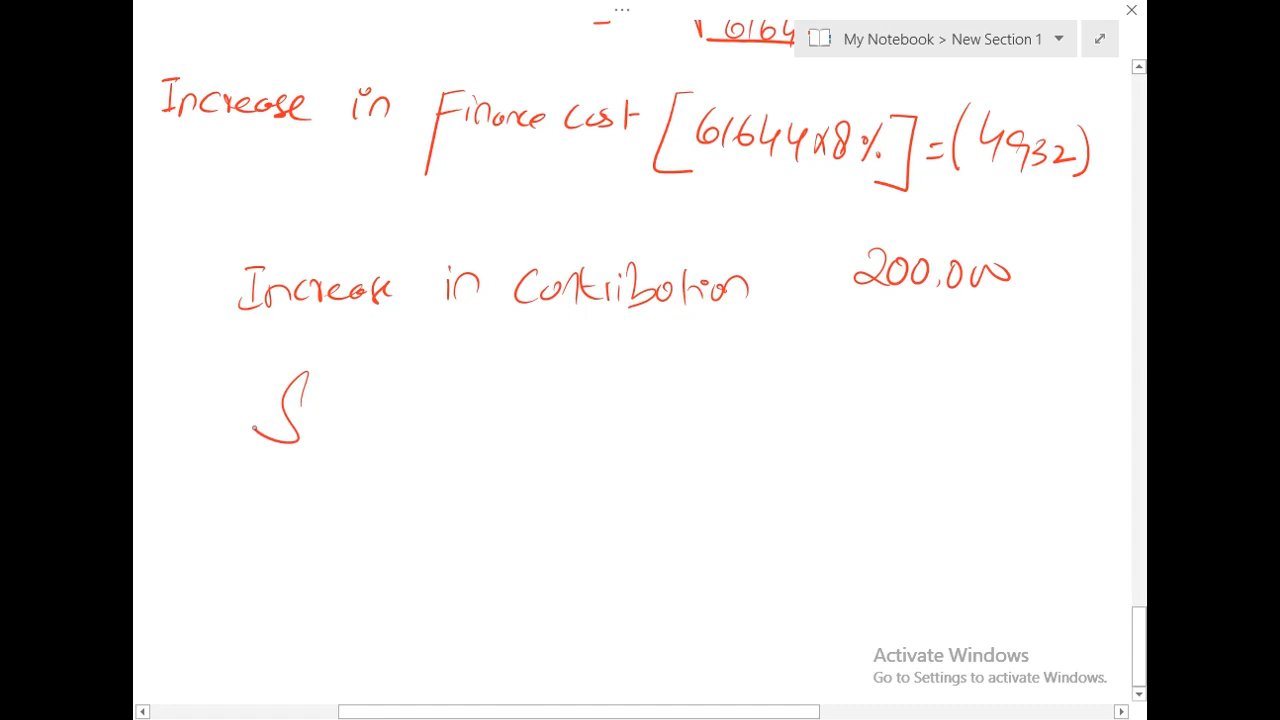 6164
My Notebook > New Section 1
Increase in Finance cost [61644x8%] = (4932)
Increase in Contribution 200,000
S
Activate Windows
Go to Settings to activate Windows.